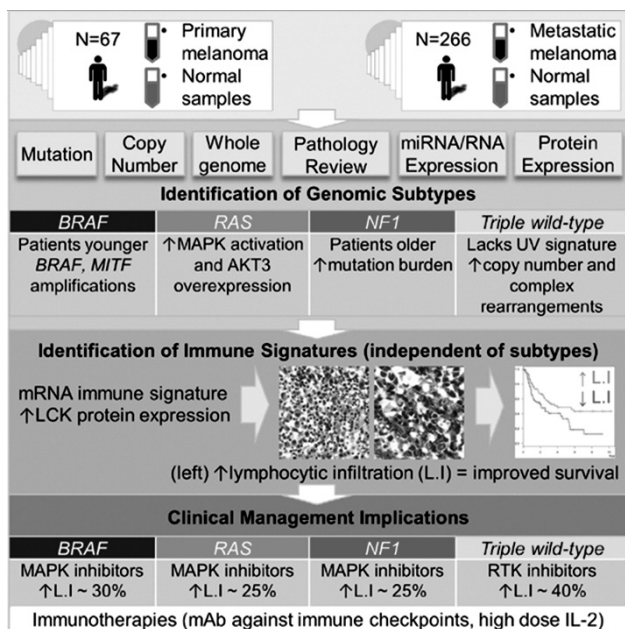 N=67
• Primary melanoma
• Normal samples
N=266
• Metastatic melanoma
• Normal samples
Mutation
Copy Number
Whole genome
Pathology Review
miRNA/RNA Expression
Protein Expression
Identification of Genomic Subtypes
BRAF
Patients younger
BRAF, MITF
amplifications
RAS
↑MAPK activation
and AKT3
overexpression
NF1
Patients older
↑mutation burden
Triple wild-type
Lacks UV signature
↑copy number and
complex
rearrangements
Identification of Immune Signatures (independent of subtypes)
mRNA immune signature
↑LCK protein expression
↑ L.I
↓ L.I
(left) ↑lymphocytic infiltration (L.I) = improved survival
Clinical Management Implications
BRAF
MAPK inhibitors
↑L.I ~ 30%
RAS
MAPK inhibitors
↑L.I ~ 25%
NF1
MAPK inhibitors
↑L.I ~ 25%
Triple wild-type
RTK inhibitors
↑L.I ~ 40%
Immunotherapies (mAb against immune checkpoints, high dose IL-2)